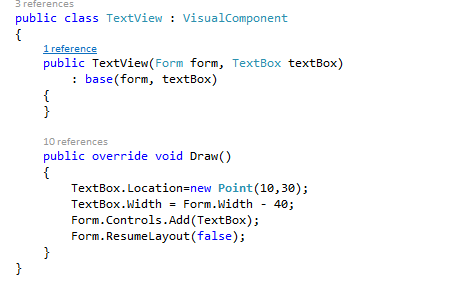 3 references
public class TextView : VisualComponent
{
1 reference
public TextView(Form form, TextBox textBox)
: base(form, textBox)
{
}
10 references
public override void Draw()
{
TextBox.Location=new Point(10,30);
TextBox.Width = Form.Width - 40;
Form.Controls.Add(TextBox);
Form.ResumeLayout(false);
}
}